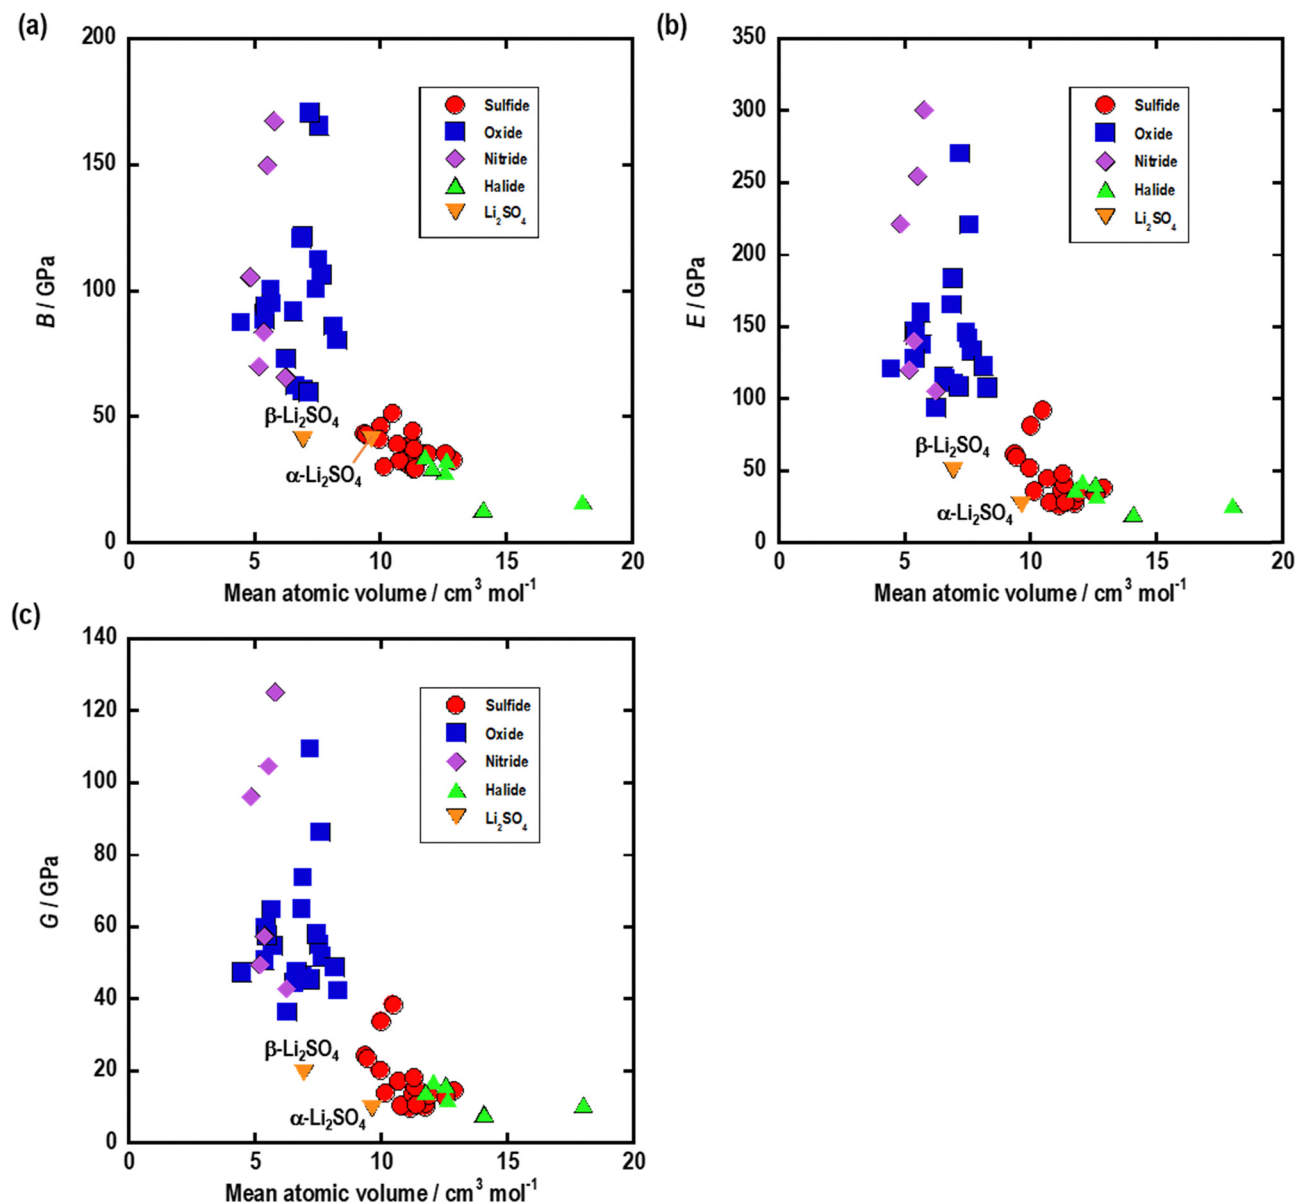 (a)
200
150
100
50
0
B / GPa
Sulfide
Oxide
Nitride
Halide
Li₂SO₄
β-Li₂SO₄
α-Li₂SO₄
0 5 10 15 20
Mean atomic volume / cm³ mol⁻¹
(b)
350
300
250
200
150
100
50
0
E / GPa
Sulfide
Oxide
Nitride
Halide
Li₂SO₄
β-Li₂SO₄
α-Li₂SO₄
0 5 10 15 20
Mean atomic volume / cm³ mol⁻¹
(c)
140
120
100
80
60
40
20
0
G / GPa
Sulfide
Oxide
Nitride
Halide
Li₂SO₄
β-Li₂SO₄
α-Li₂SO₄
0 5 10 15 20
Mean atomic volume / cm³ mol⁻¹